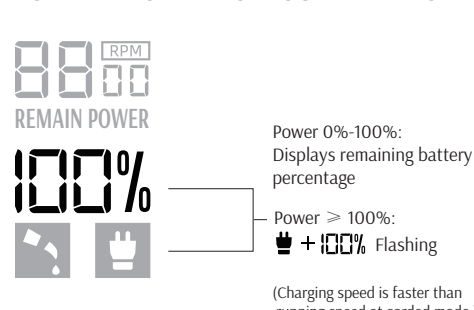 88 RPM
00
REMAIN POWER
100%
Power 0%-100%:
Displays remaining battery
percentage
Power ≥ 100%:
+100% Flashing
(Charging speed is faster than